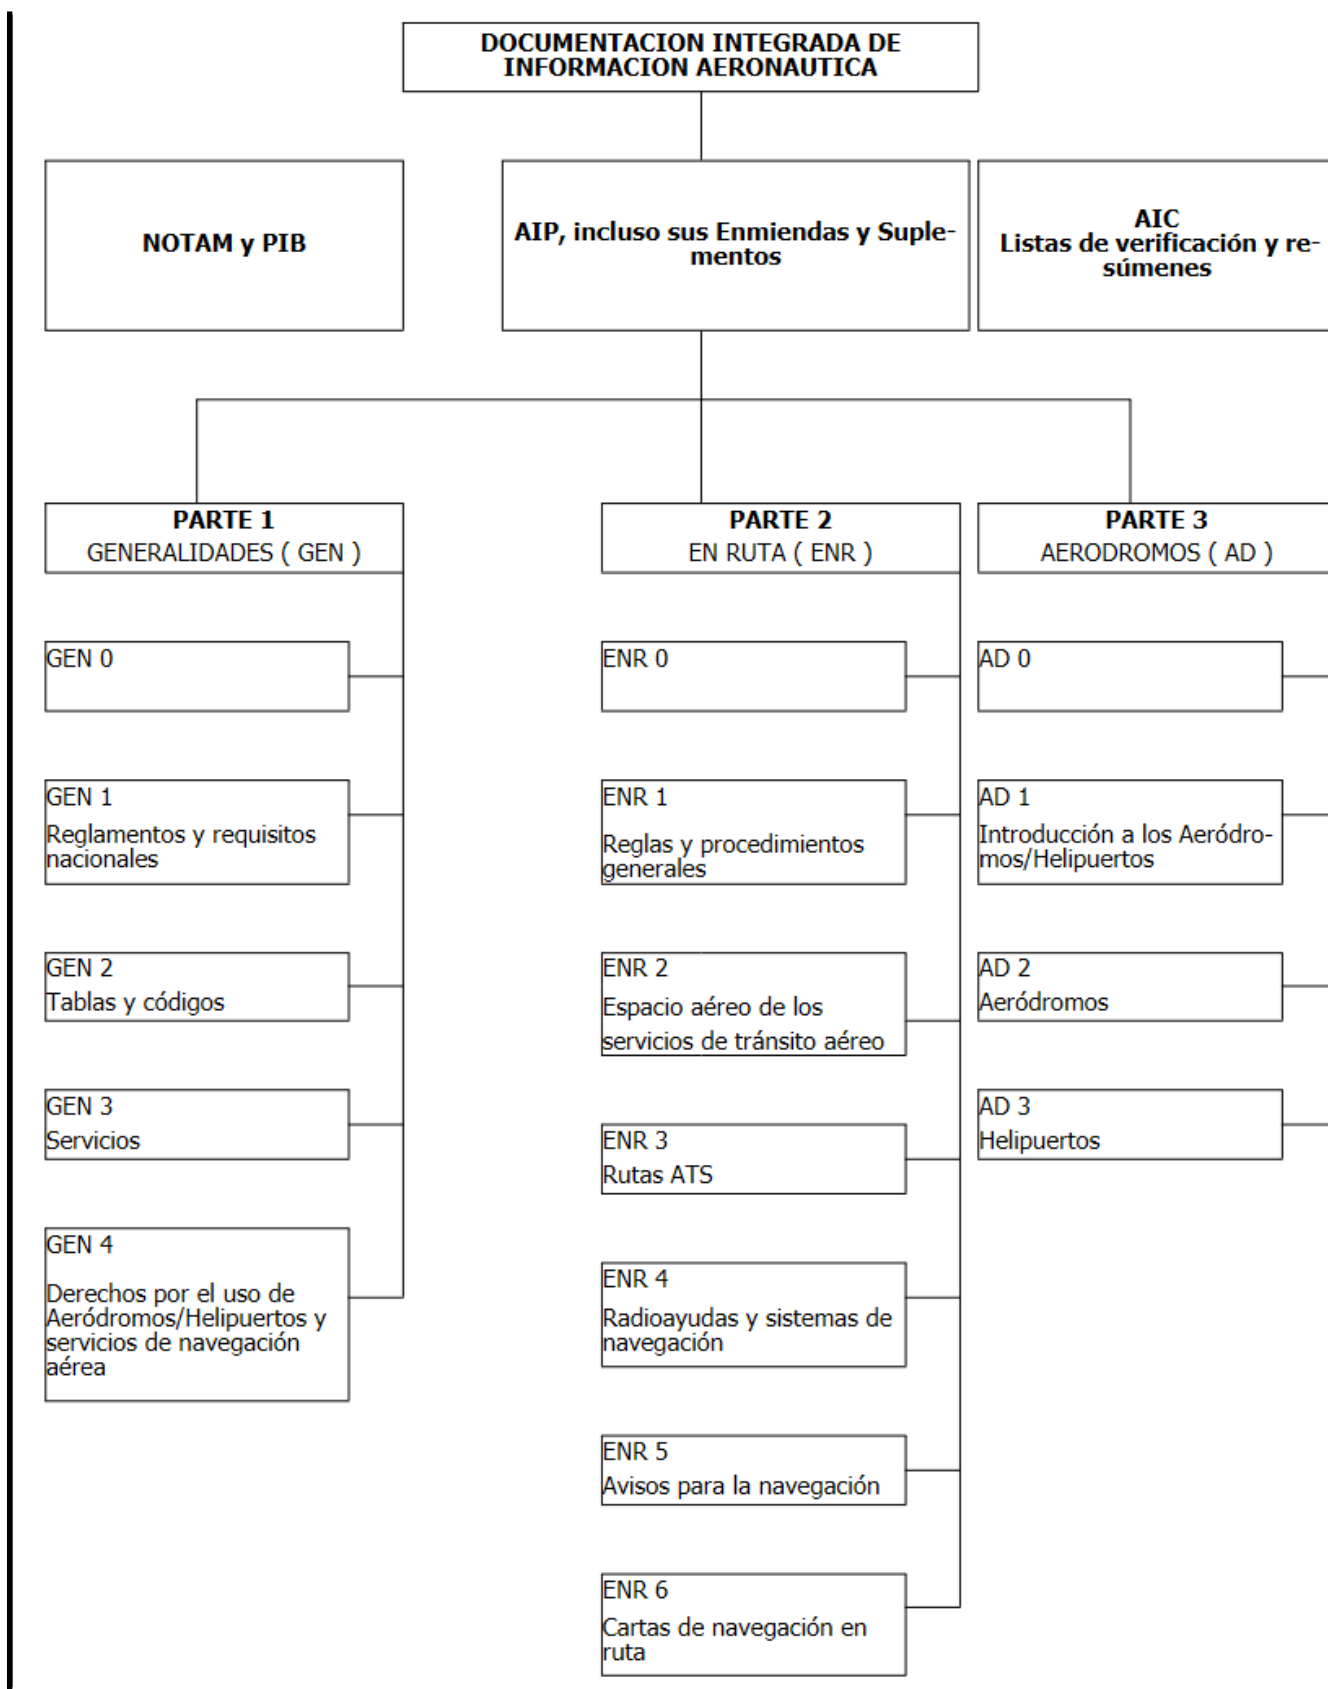 DOCUMENTACION INTEGRADA DE
INFORMACION AERONAUTICA
NOTAM y PIB
AIP, incluso sus Enmiendas y Suple-
mentos
AIC
Listas de verificación y re-
súmenes
PARTE 1
GENERALIDADES ( GEN )
PARTE 2
EN RUTA ( ENR )
PARTE 3
AERODROMOS ( AD )
GEN 0
GEN 1
Reglamentos y requisitos
nacionales
GEN 2
Tablas y códigos
GEN 3
Servicios
GEN 4
Derechos por el uso de
Aeródromos/Helipuertos y
servicios de navegación
aérea
ENR 0
ENR 1
Reglas y procedimientos
generales
ENR 2
Espacio aéreo de los
servicios de tránsito aéreo
ENR 3
Rutas ATS
ENR 4
Radioayudas y sistemas de
navegación
ENR 5
Avisos para la navegación
ENR 6
Cartas de navegación en
ruta
AD 0
AD 1
Introducción a los Aeródro-
mos/Helipuertos
AD 2
Aeródromos
AD 3
Helipuertos